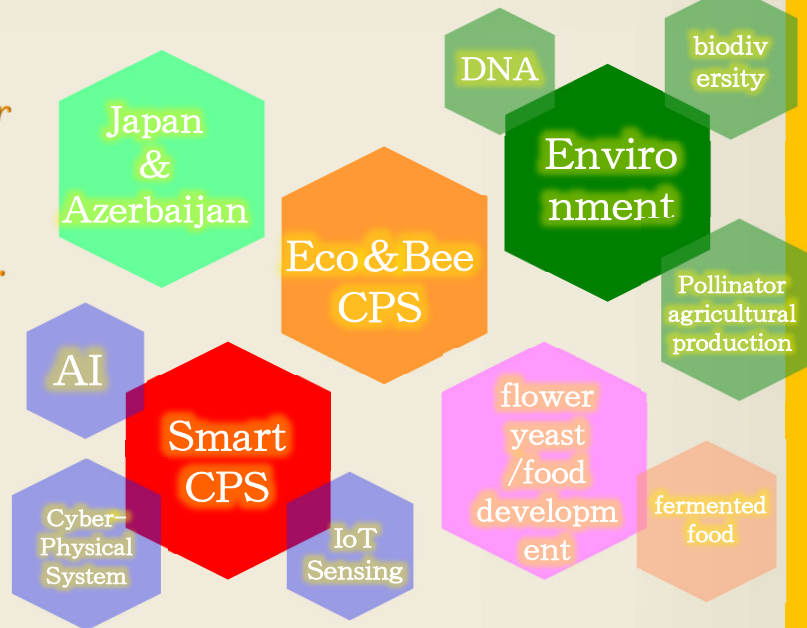 DNA
biodiv
ersity
Japan
&
Azerbaijan
Enviro
nment
Eco&Bee
CPS
Pollinator
agricultural
production
AI
Smart
CPS
flower
yeast
/food
developm
ent
Cyber-
Physical
System
IoT
Sensing
fermented
food